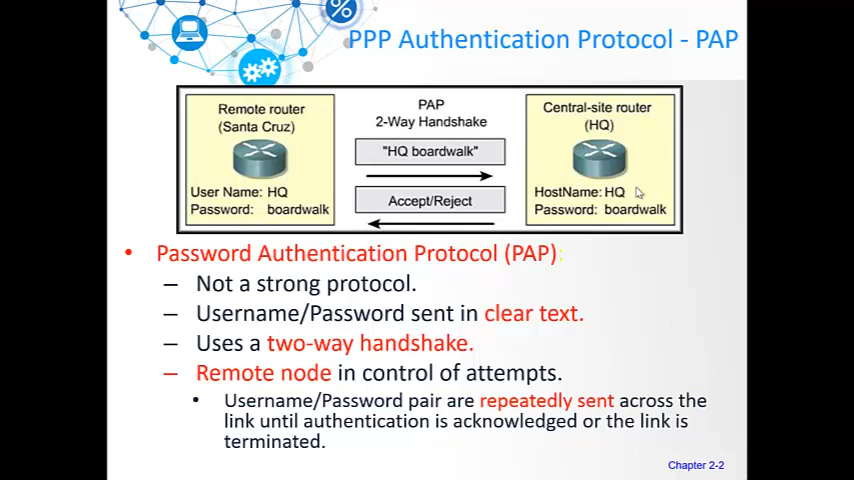 %
PPP Authentication Protocol - PAP
Remote router
(Santa Cruz)
User Name: HQ
Password: boardwalk
PAP
2-Way Handshake
"HQ boardwalk"
Accept/Reject
Central-site router
(HQ)
HostName: HQ
Password: boardwalk
• Password Authentication Protocol (PAP):
– Not a strong protocol.
– Username/Password sent in clear text.
– Uses a two-way handshake.
– Remote node in control of attempts.
• Username/Password pair are repeatedly sent across the
link until authentication is acknowledged or the link is
terminated.
Chapter 2-2